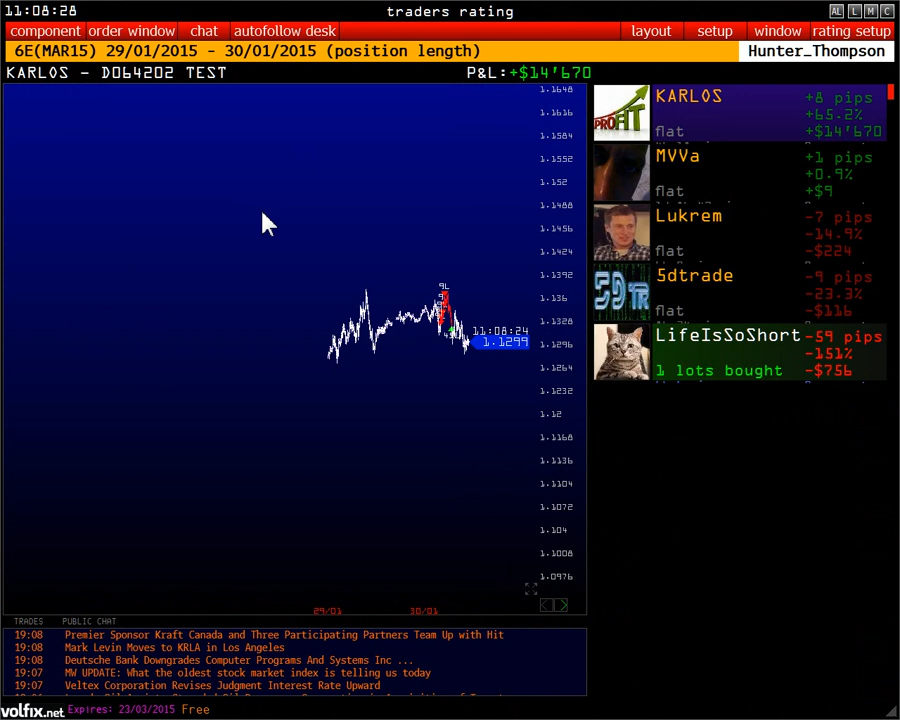 11:08:28
traders rating
AL L M C
component order window chat autofollow desk layout setup window rating setup
6E(MAR15) 29/01/2015 - 30/01/2015 (position length)
Hunter_Thompson
KARLOS - DO64202 TEST
P&L:+$14'670
1.1648
1.1616
1.1584
1.1552
1.152
1.1488
1.1456
1.1424
1.1392
1.136
1.1328
1.1296
1.1264
1.1232
1.12
1.1168
1.1136
1.1104
1.1072
1.104
1.1008
1.0976
9L
11:08:24
1.1299
29/01 30/01
PROFIT
KARLOS
+8 pips
+65.2%
flat
+$14'670
MVVa
+1 pips
+0.9%
flat
+$9
Lukrem
-7 pips
-14.9%
flat
-$224
5dtrade
-9 pips
-23.3%
flat
-$116
LifeIsSoShort
-59 pips
-151%
1 lots bought
-$756
TRADES PUBLIC CHAT
19:08 Premier Sponsor Kraft Canada and Three Participating Partners Team Up with Hit
19:08 Mark Levin Moves to KRLA in Los Angeles
19:08 Deutsche Bank Downgrades Computer Programs And Systems Inc ...
19:07 MW UPDATE: What the oldest stock market index is telling us today
19:07 Veltex Corporation Revises Judgment Interest Rate Upward
volfix.net Expires: 23/03/2015 Free